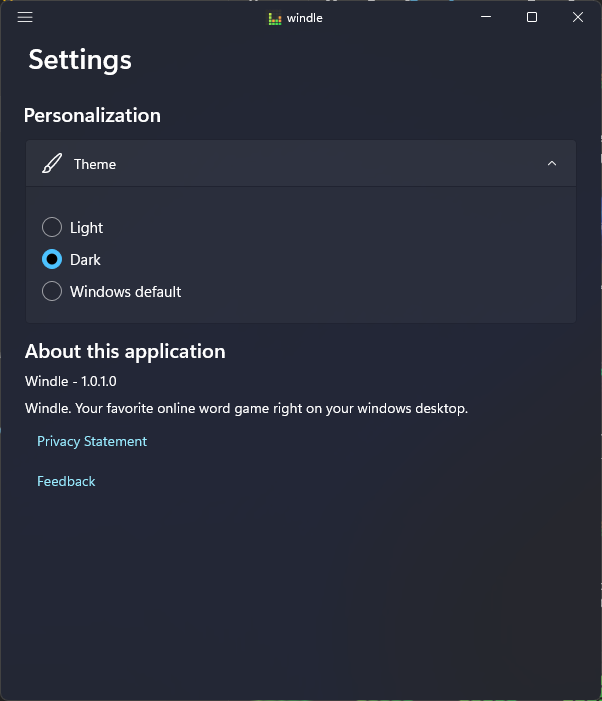 windle
Settings
Personalization
Theme
Light
Dark
Windows default
About this application
Windle - 1.0.1.0
Windle. Your favorite online word game right on your windows desktop.
Privacy Statement
Feedback